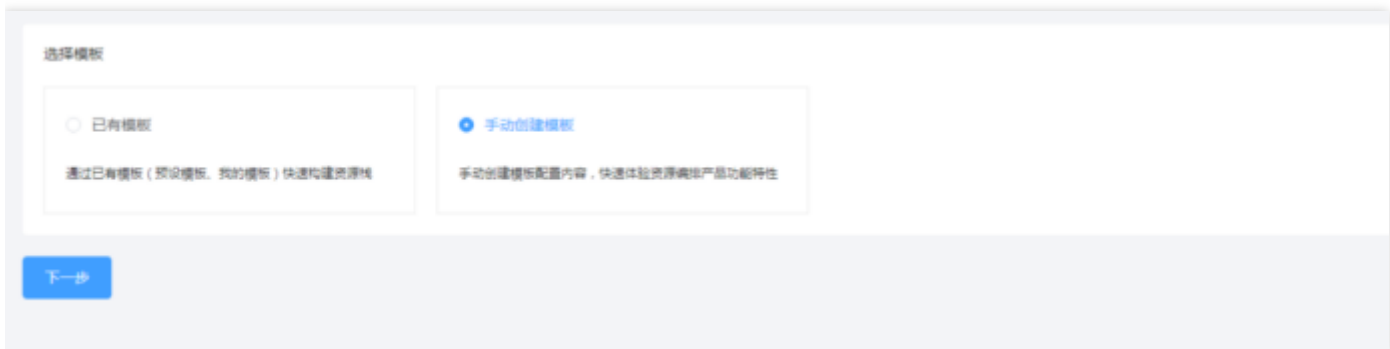 选择模板
已有模板
通过已有模板（预设模板、我的模板）快速构建资源栈
手动创建模板
手动创建模板配置内容，快速体验资源编排产品功能特性
下一步